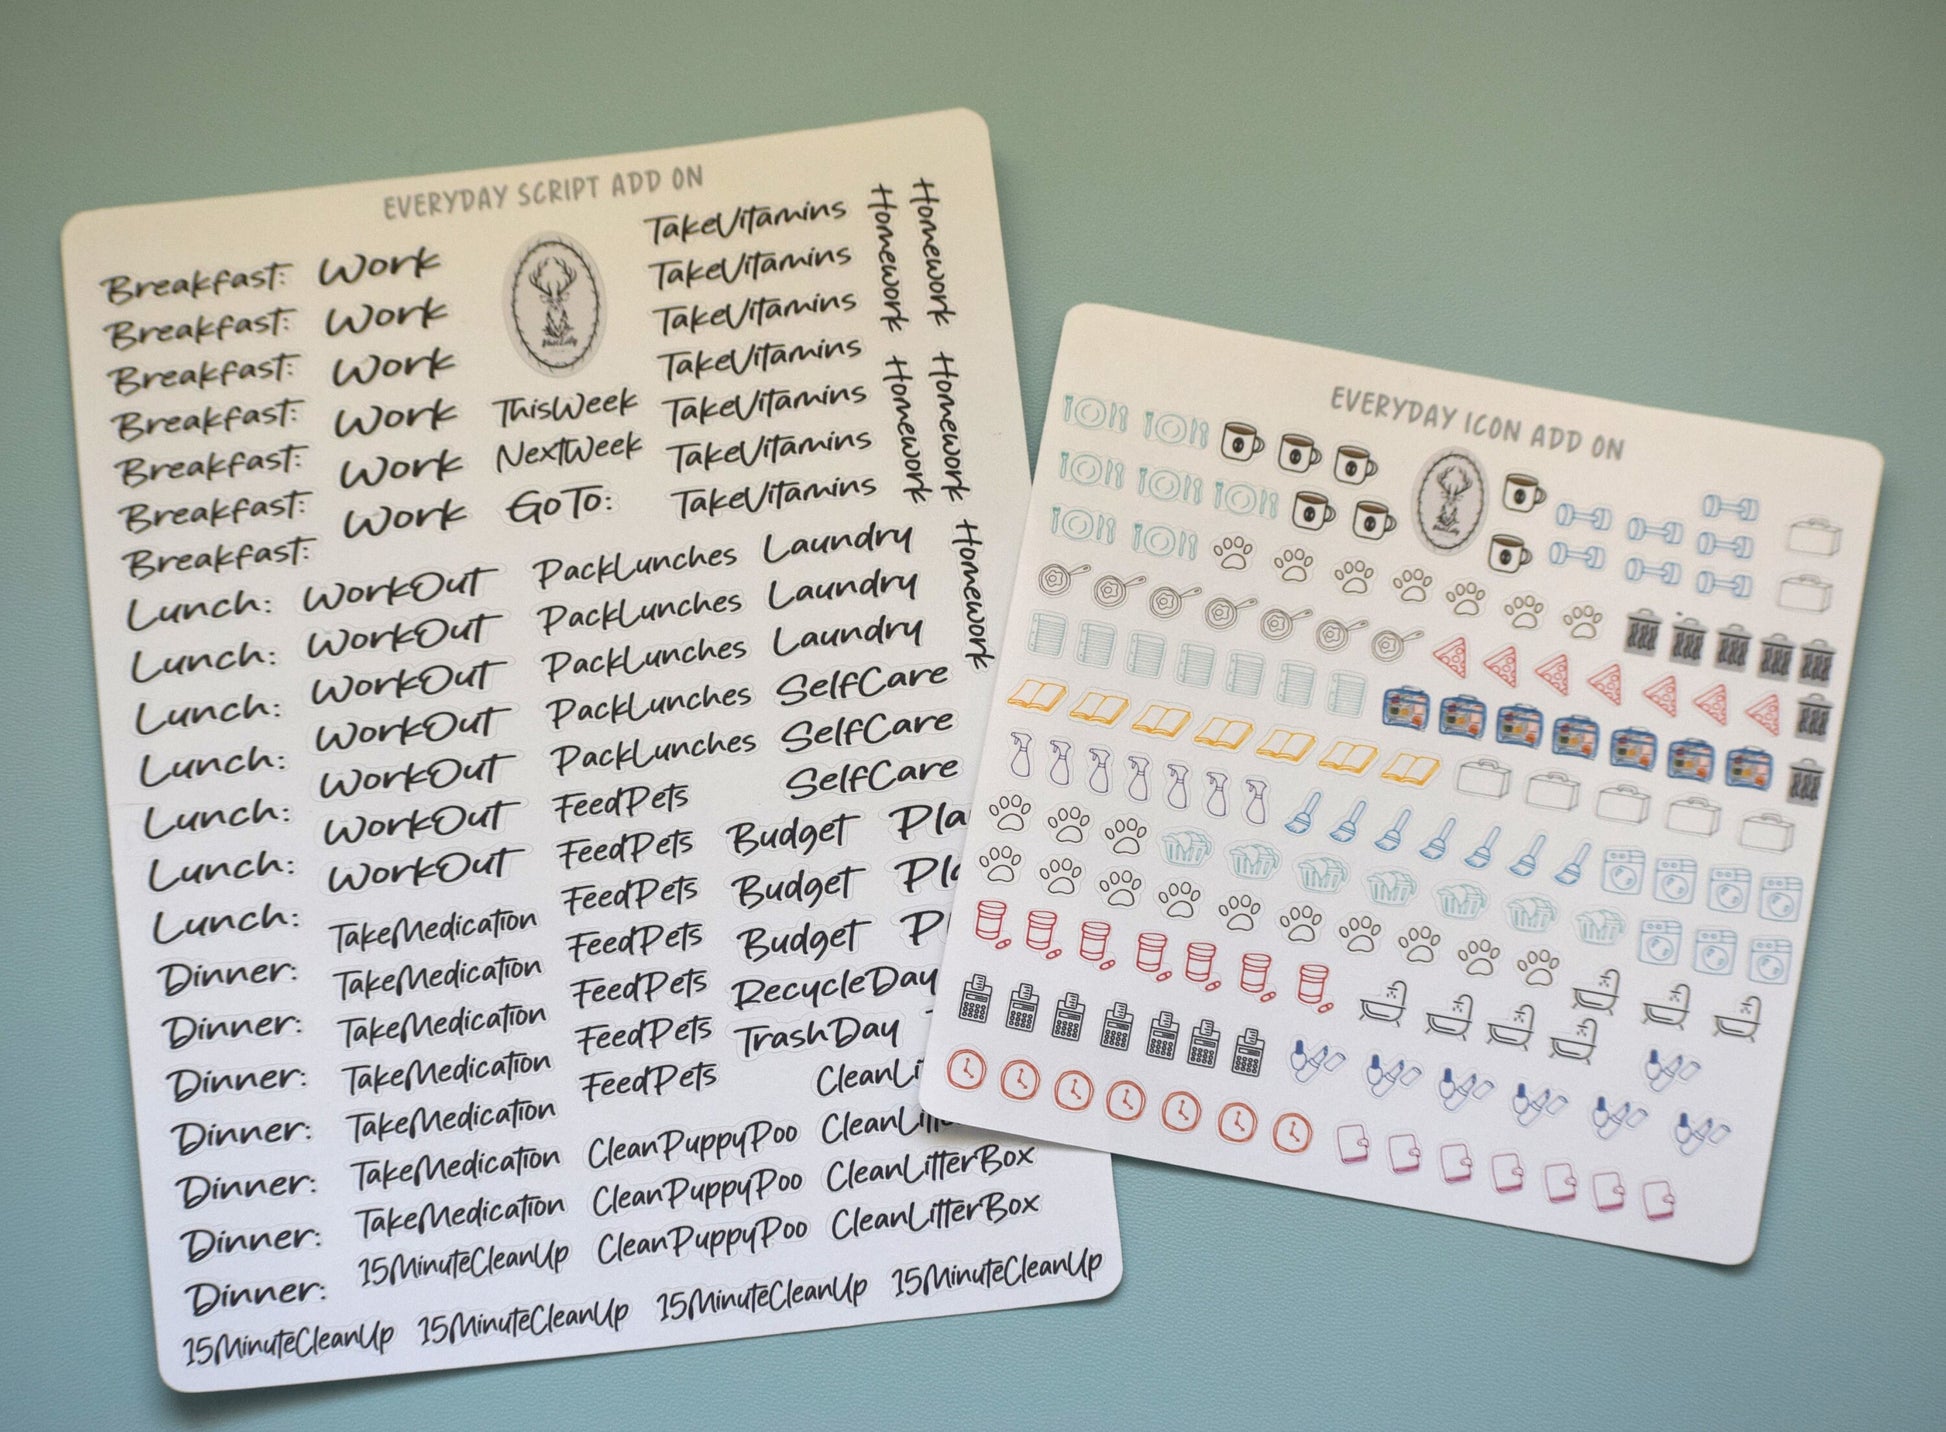 EVERYDAY SCRIPT ADD ON
Breakfast: Work TakeVitamins Homework Homework
Breakfast: Work TakeVitamins
Breakfast: Work TakeVitamins
Breakfast: Work TakeVitamins Homework Homework
Breakfast: Work ThisWeek TakeVitamins
Breakfast: Work NextWeek TakeVitamins
Breakfast: GoTo: TakeVitamins
Lunch: WorkOut PackLunches Laundry Homework
Lunch: WorkOut PackLunches Laundry
Lunch: WorkOut PackLunches Laundry
Lunch: WorkOut PackLunches SelfCare
Lunch: WorkOut PackLunches SelfCare
Lunch: WorkOut FeedPets SelfCare
Lunch: WorkOut FeedPets Budget
Dinner: TakeMedication FeedPets Budget
Dinner: TakeMedication FeedPets Budget
Dinner: TakeMedication FeedPets RecycleDay
Dinner: TakeMedication FeedPets TrashDay
Dinner: TakeMedication FeedPets
Dinner: TakeMedication CleanPuppyPoo
Dinner: TakeMedication CleanPuppyPoo CleanLitterBox
15MinuteCleanUp CleanPuppyPoo CleanLitterBox
15MinuteCleanUp 15MinuteCleanUp 15MinuteCleanUp 15MinuteCleanUp
EVERYDAY ICON ADD ON